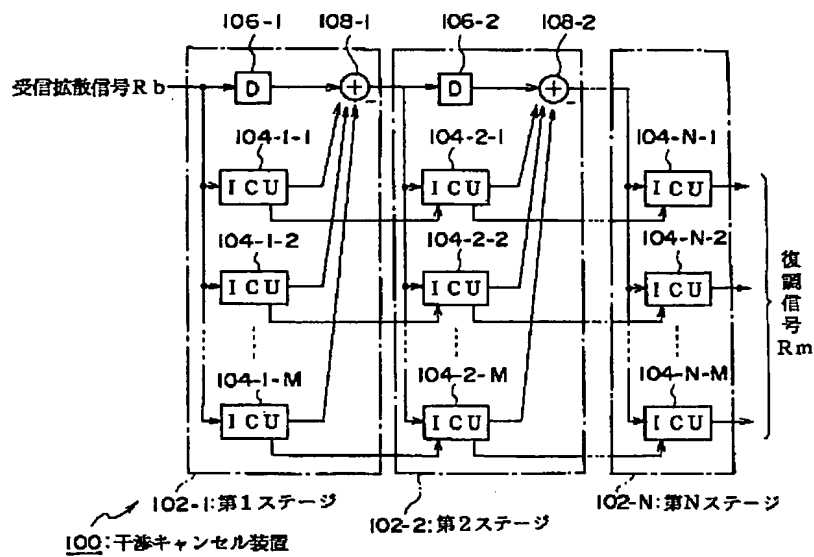 106-1
108-1
106-2
108-2
受信拡散信号Rb
D
+
-
D
+
-
104-1-1
104-2-1
104-N-1
ICU
ICU
ICU
104-1-2
104-2-2
104-N-2
ICU
ICU
ICU
復調信号Rm
104-1-M
104-2-M
104-N-M
ICU
ICU
ICU
102-1:第1ステージ
102-2:第2ステージ
102-N:第Nステージ
100:干渉キャンセル装置